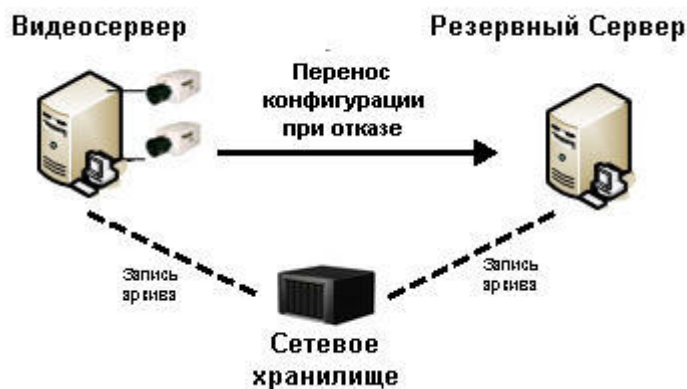 Видеосервер
Резервный Сервер
Перенос
конфигурации
при отказе
Запись
архива
Запись
архива
Сетевое
хранилище